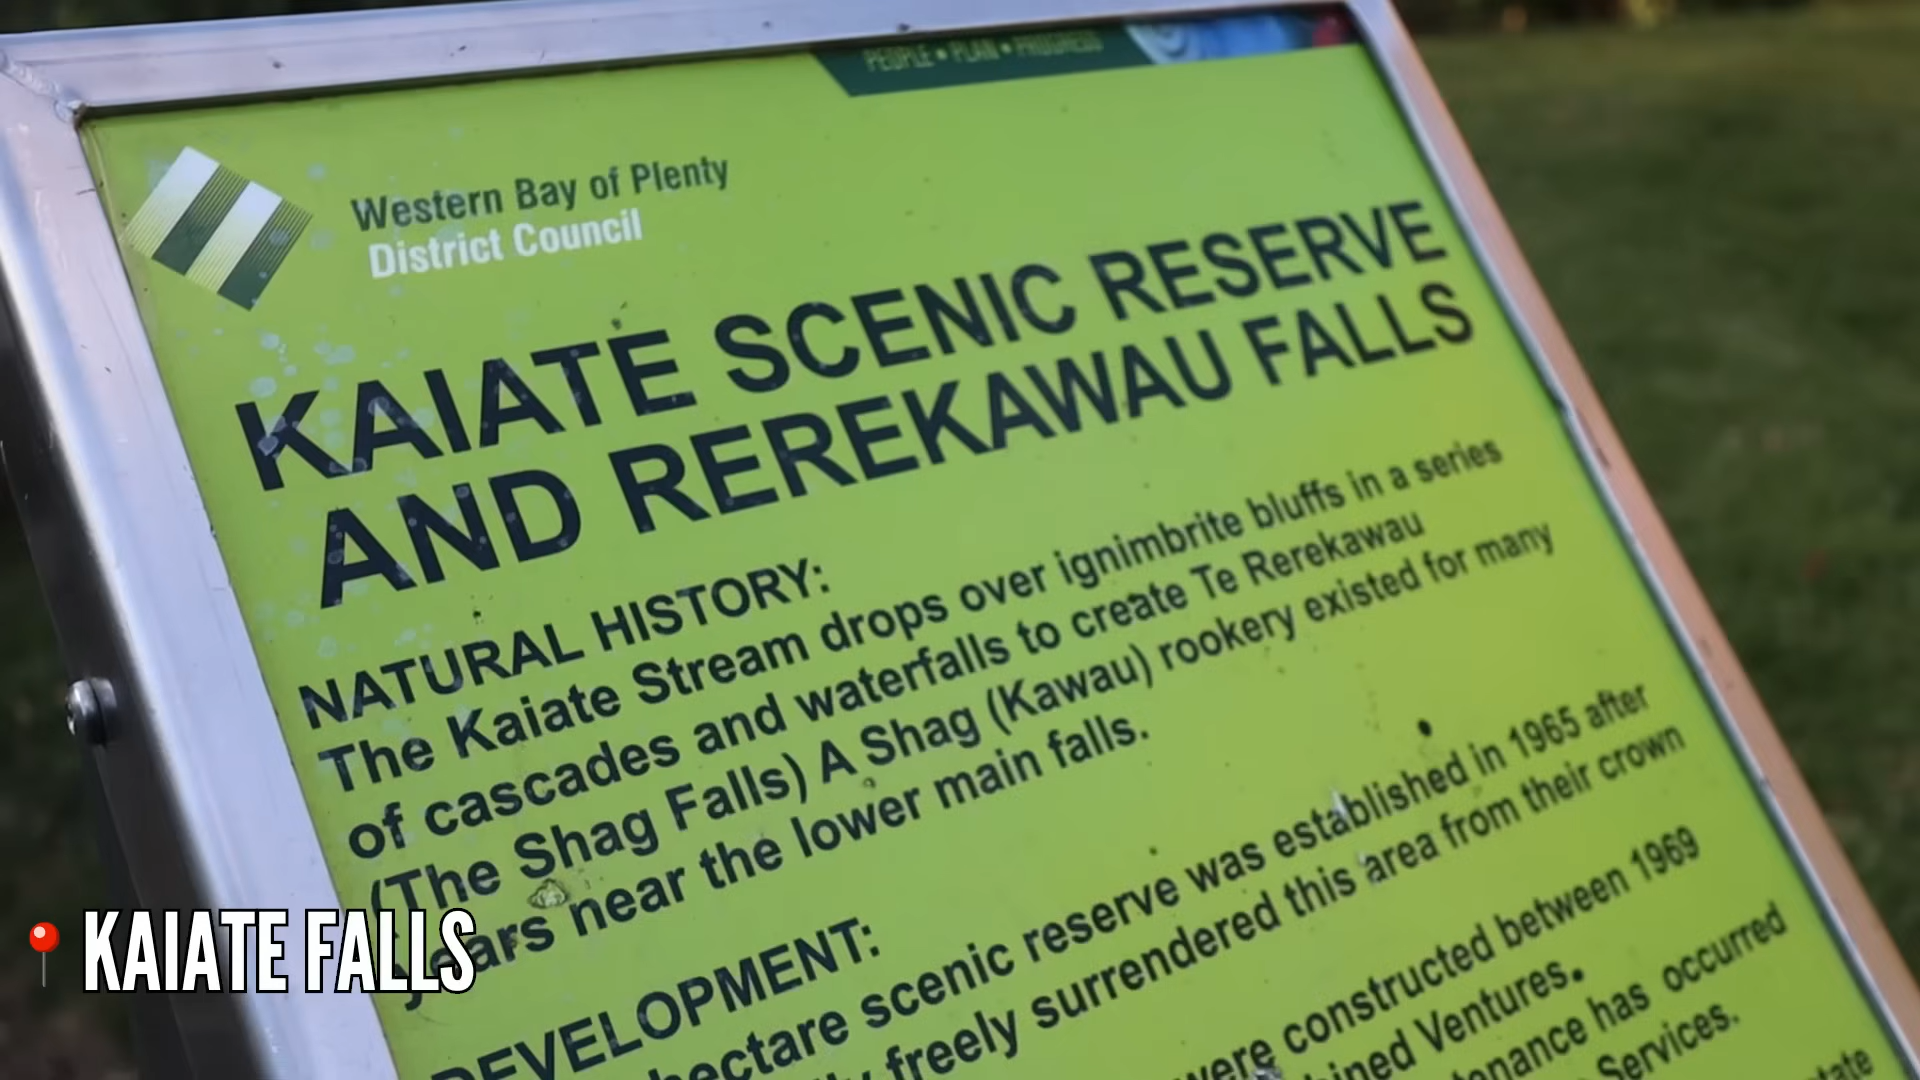 PEOPLE • PLAN • PROGRESS
Western Bay of Plenty
District Council
KAIATE SCENIC RESERVE
AND REREKAWAU FALLS
NATURAL HISTORY:
The Kaiate Stream drops over ignimbrite bluffs in a series
of cascades and waterfalls to create Te Rerekawau
(The Shag Falls) A Shag (Kawau) rookery existed for many
years near the lower main falls.
DEVELOPMENT:
hectare scenic reserve was established in 1965 after
freely surrendered this area from their crown
were constructed between 1969
Ventures.
has occurred
Services.
KAIATE FALLS